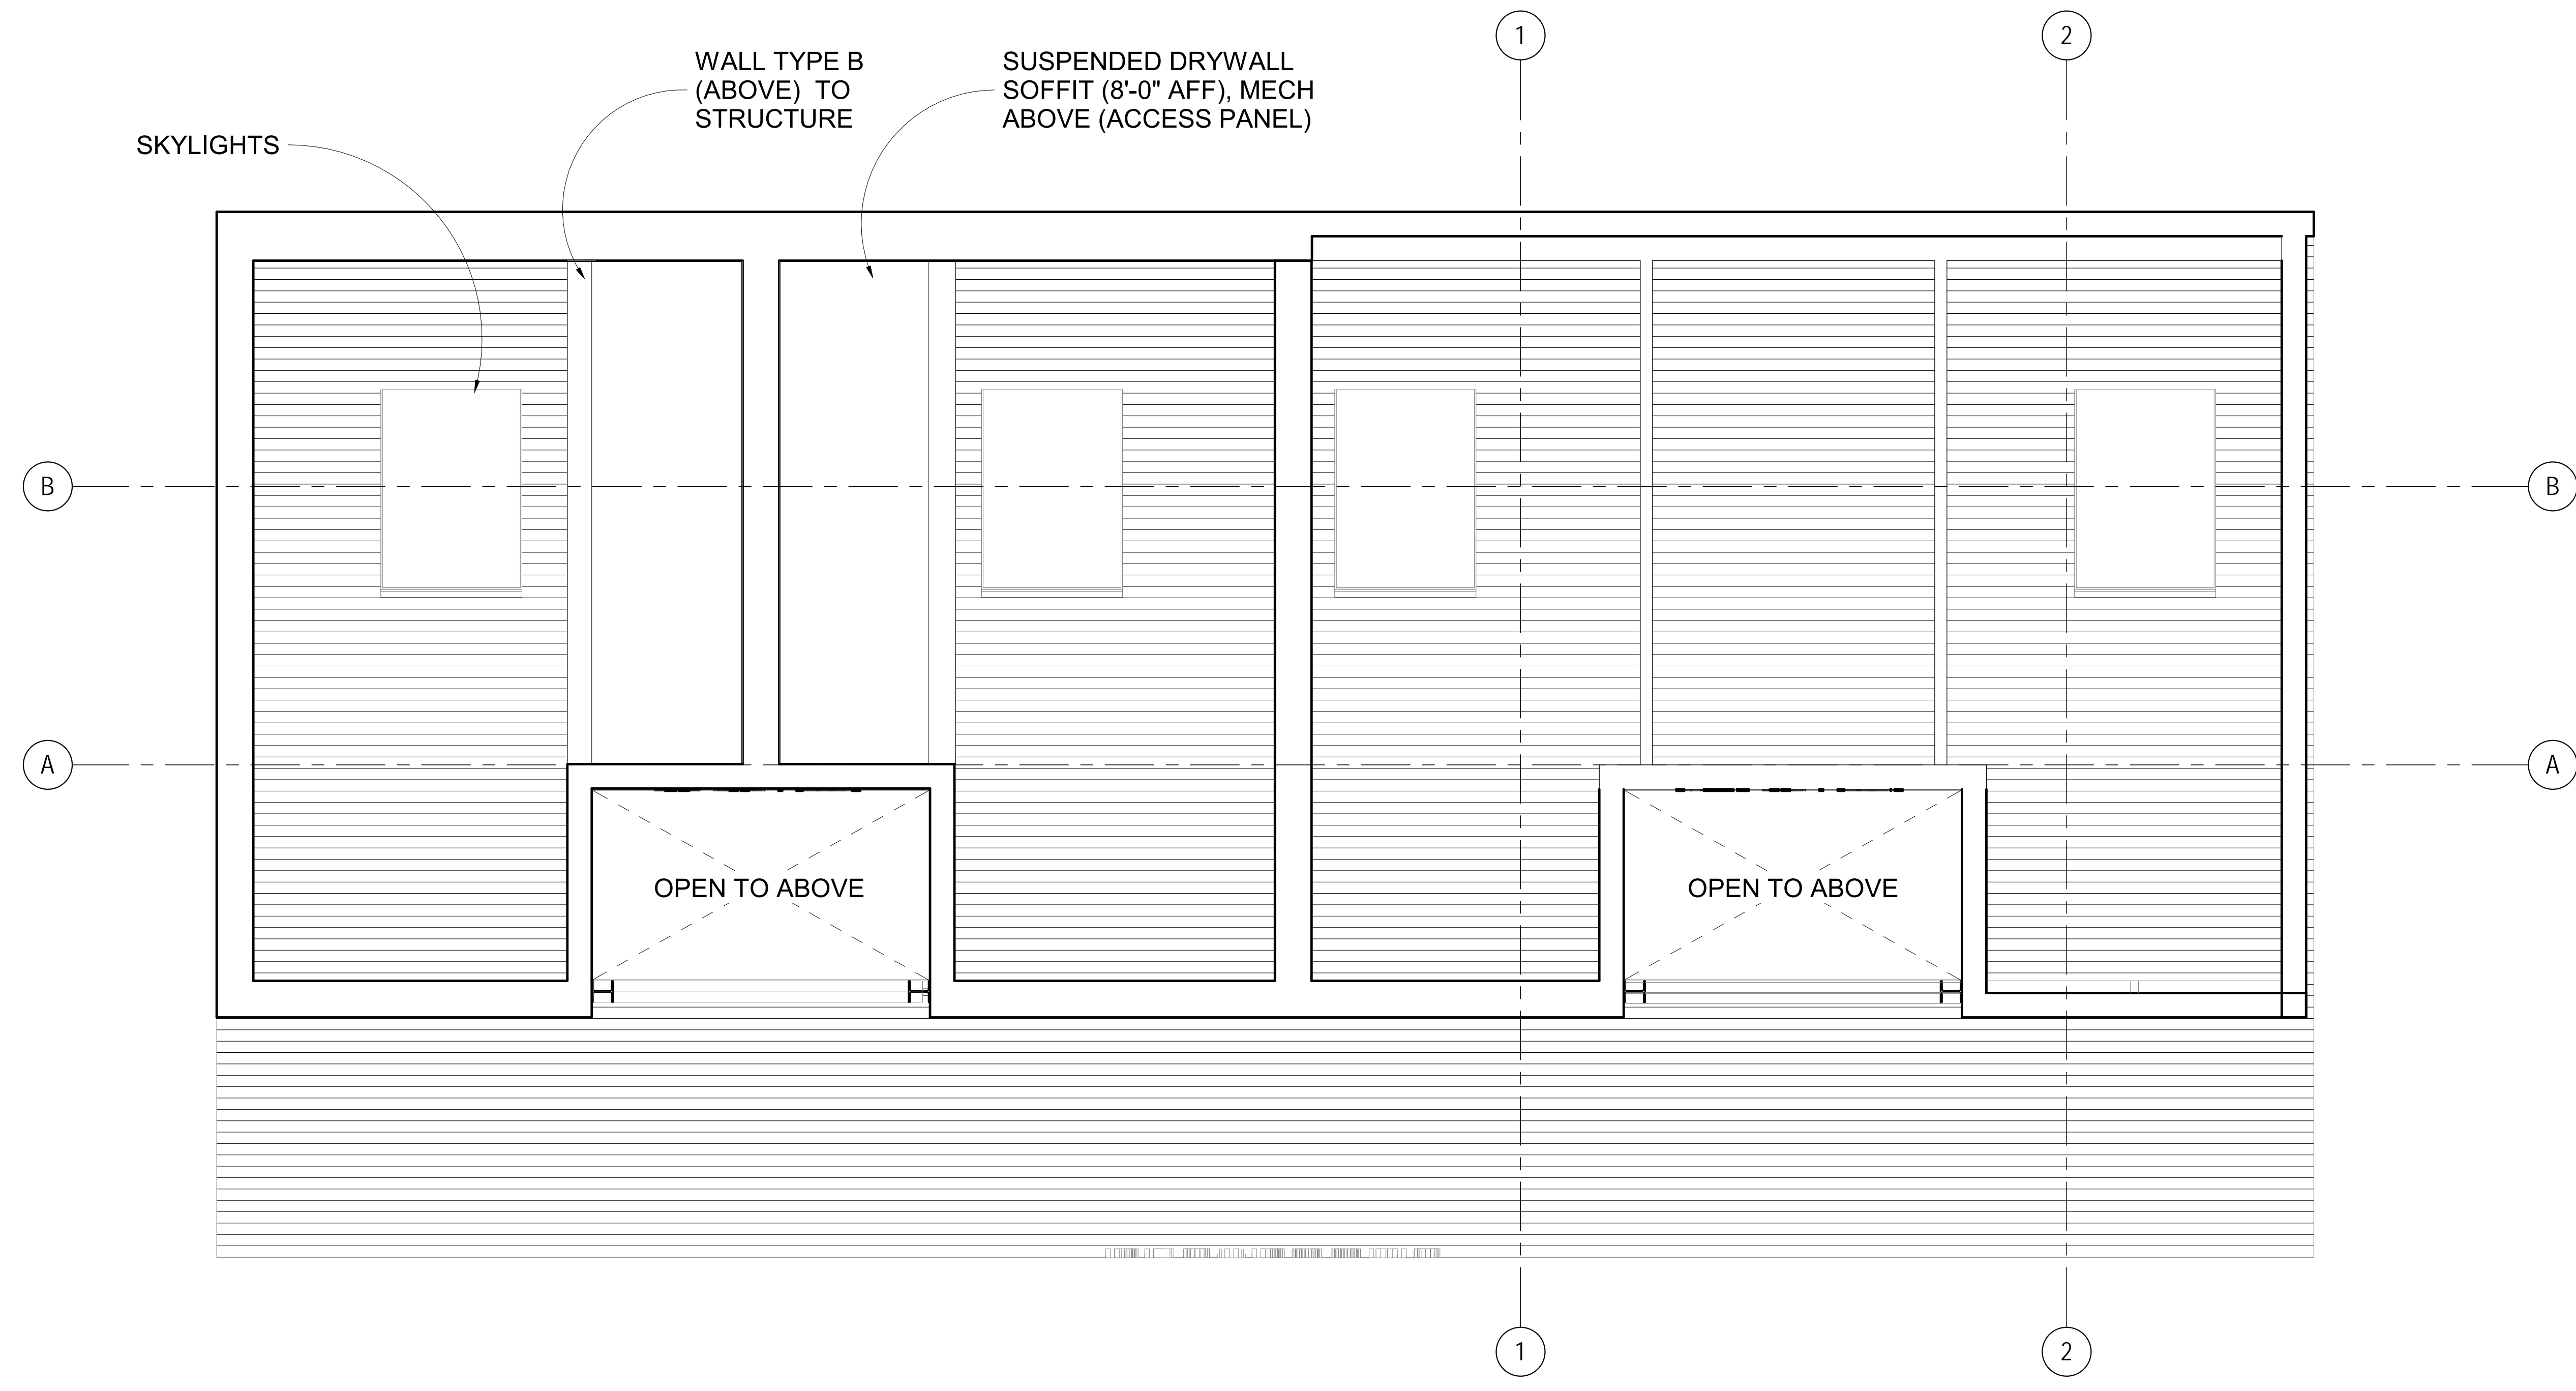 1
2
WALL TYPE B
(ABOVE) TO
STRUCTURE
SUSPENDED DRYWALL
SOFFIT (8'-0" AFF), MECH
ABOVE (ACCESS PANEL)
SKYLIGHTS
B
B
A
A
OPEN TO ABOVE
OPEN TO ABOVE
1
2